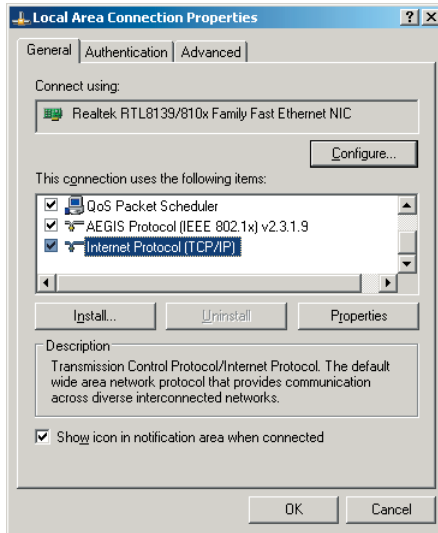 Local Area Connection Properties
General Authentication Advanced
Connect using:
Realtek RTL8139/810x Family Fast Ethernet NIC
Configure...
This connection uses the following items:
QoS Packet Scheduler
AEGIS Protocol (IEEE 802.1x) v2.3.1.9
Internet Protocol (TCP/IP)
Install... Uninstall Properties
Description
Transmission Control Protocol/Internet Protocol. The default
wide area network protocol that provides communication
across diverse interconnected networks.
Show icon in notification area when connected
OK Cancel